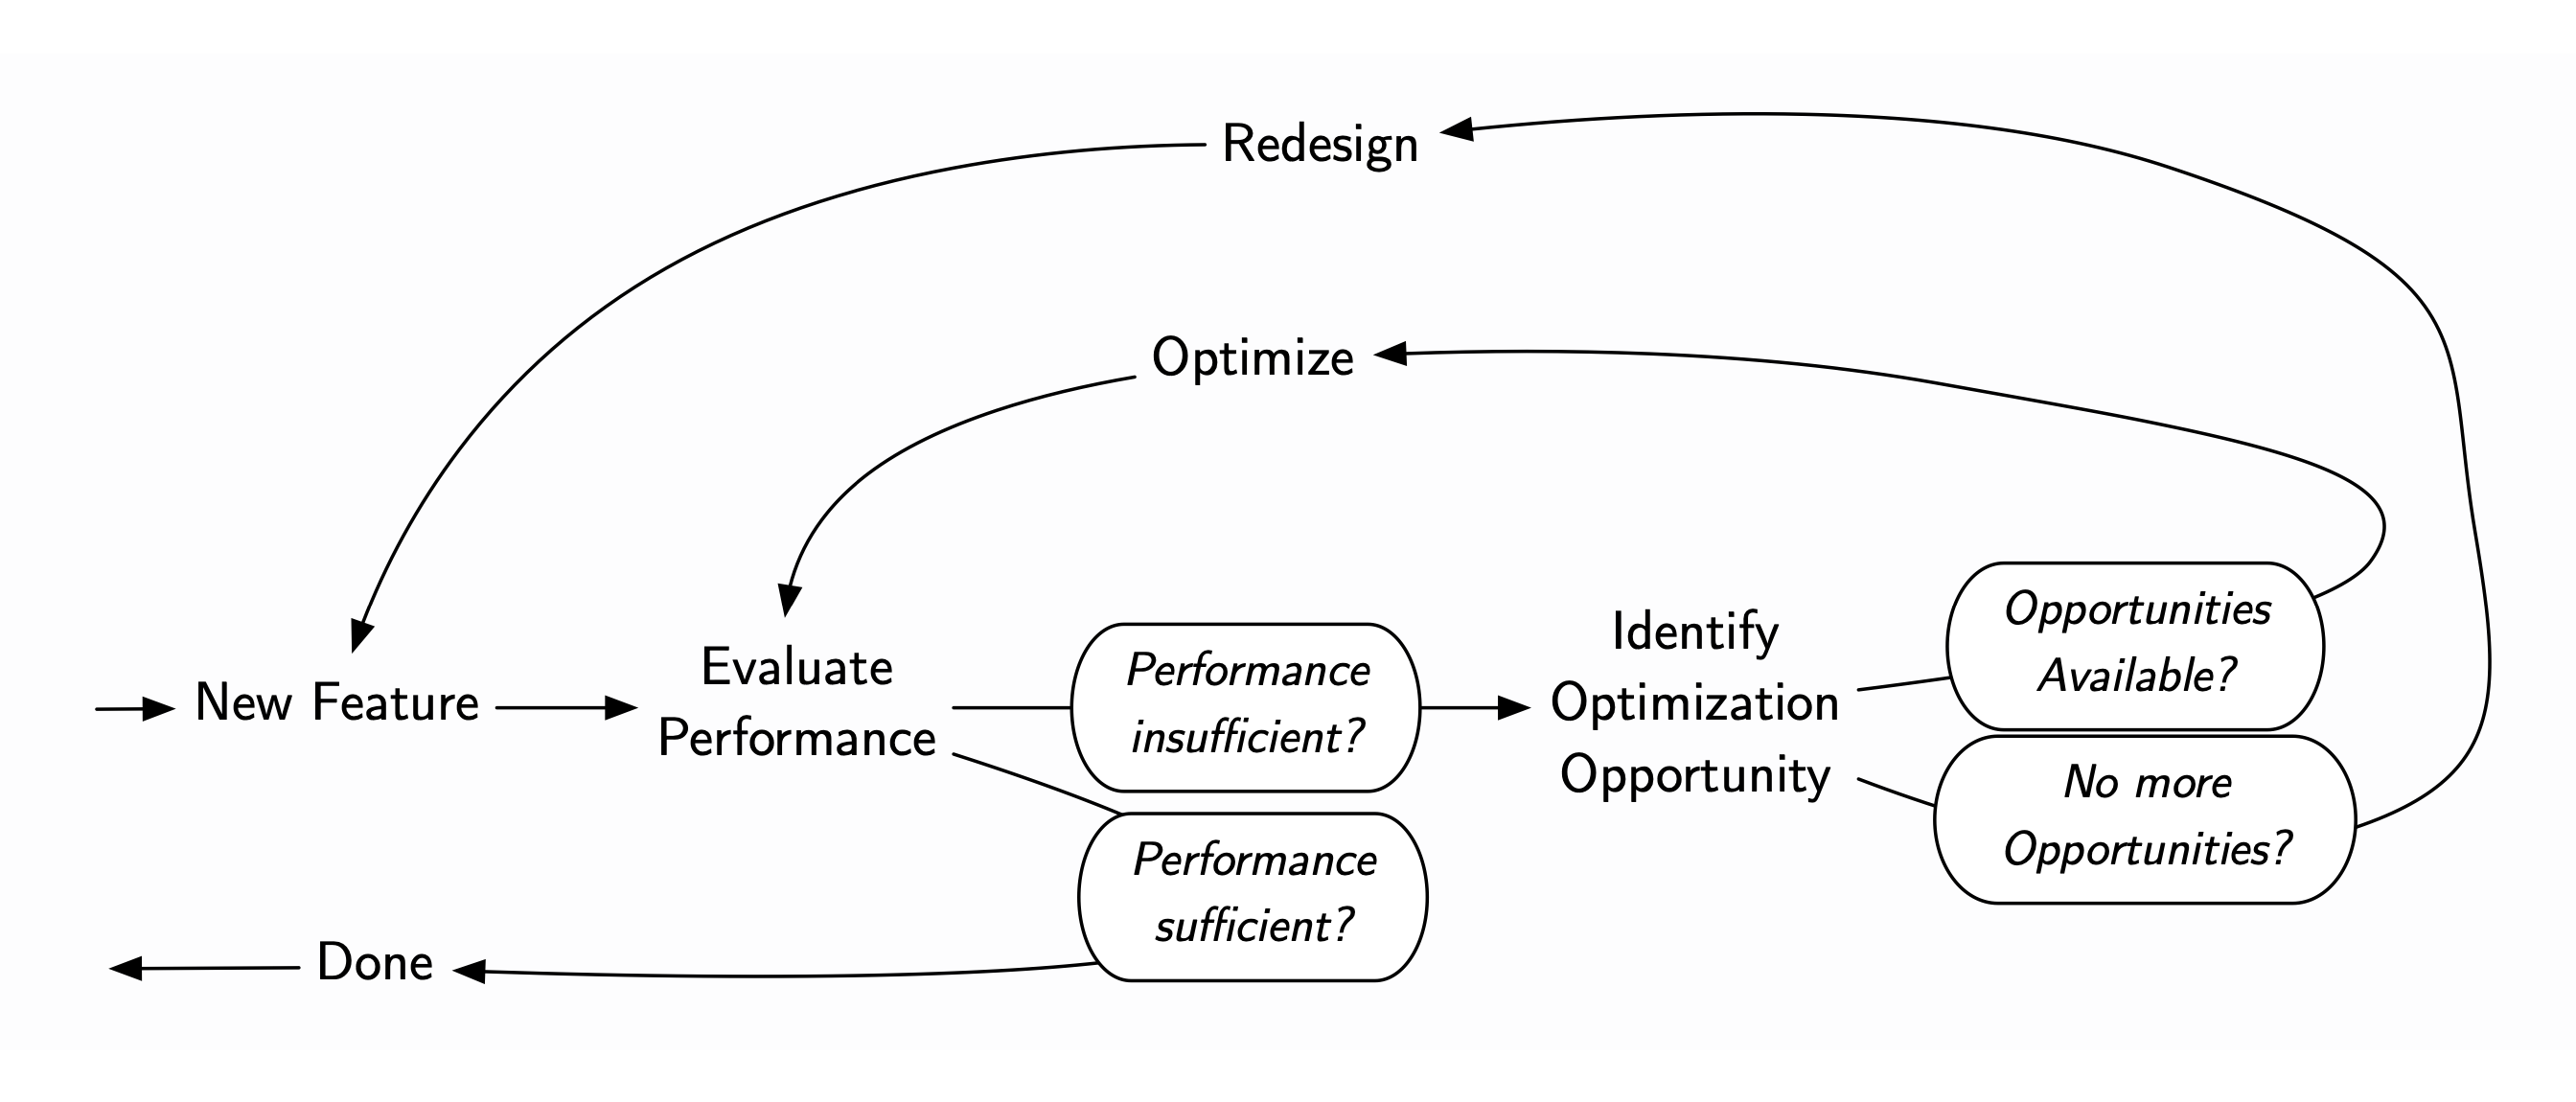 Redesign
Optimize
New Feature
Evaluate
Performance
Performance
insufficient?
Identify
Optimization
Opportunity
Opportunities
Available?
No more
Opportunities?
Performance
sufficient?
Done